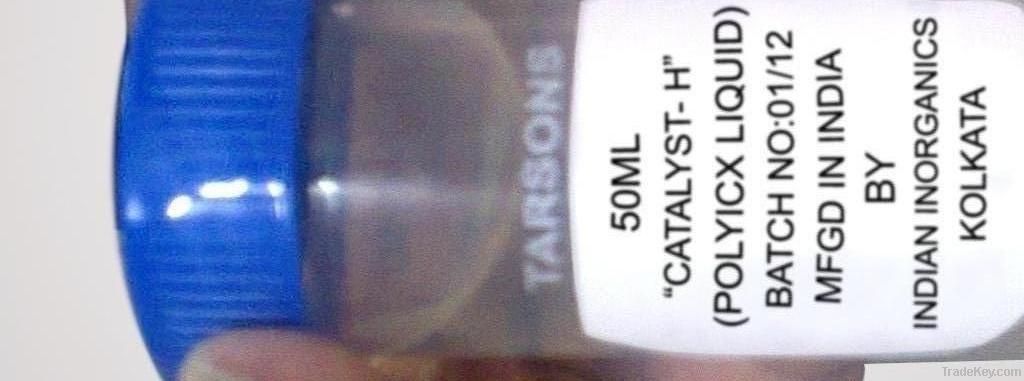 TARSONS
50ML
“CATALYST- H”
(POLYICX LIQUID)
BATCH NO:01/12
MFGD IN INDIA
BY
INDIAN INORGANICS
KOLKATA
TradeKey.com